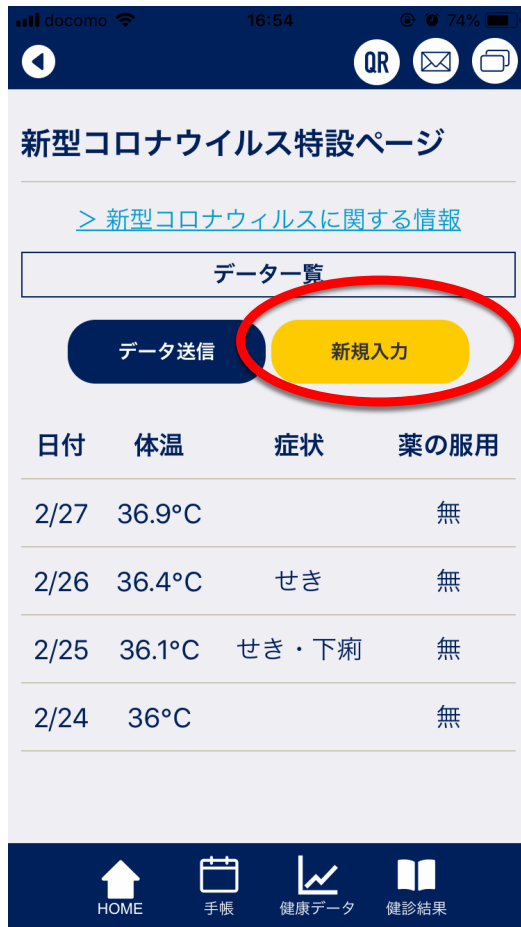 docomo 16:54 74%
QR
新型コロナウイルス特設ページ
＞ 新型コロナウィルスに関する情報
データ一覧
データ送信 新規入力
日付 体温 症状 薬の服用
2/27 36.9°C 無
2/26 36.4°C せき 無
2/25 36.1°C せき・下痢 無
2/24 36°C 無
HOME 手帳 健康データ 健診結果